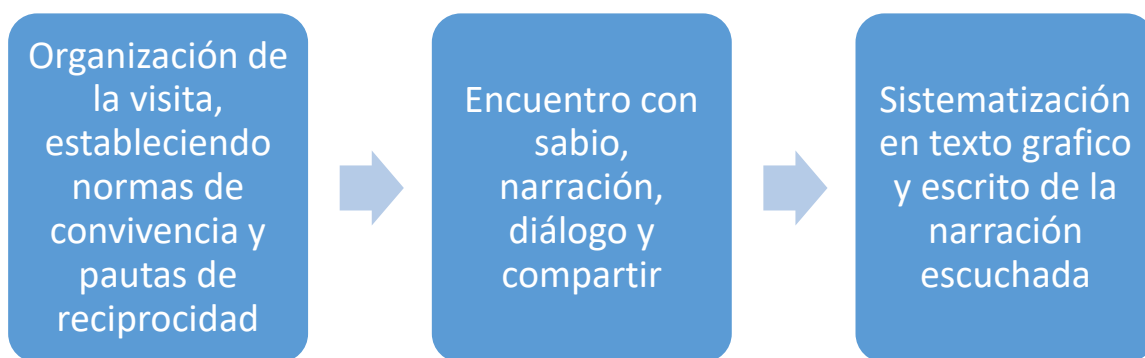 Organización de
la visita,
estableciendo
normas de
convivencia y
pautas de
reciprocidad
Encuentro con
sabio,
narración,
diálogo y
compartir
Sistematización
en texto grafico
y escrito de la
narración
escuchada